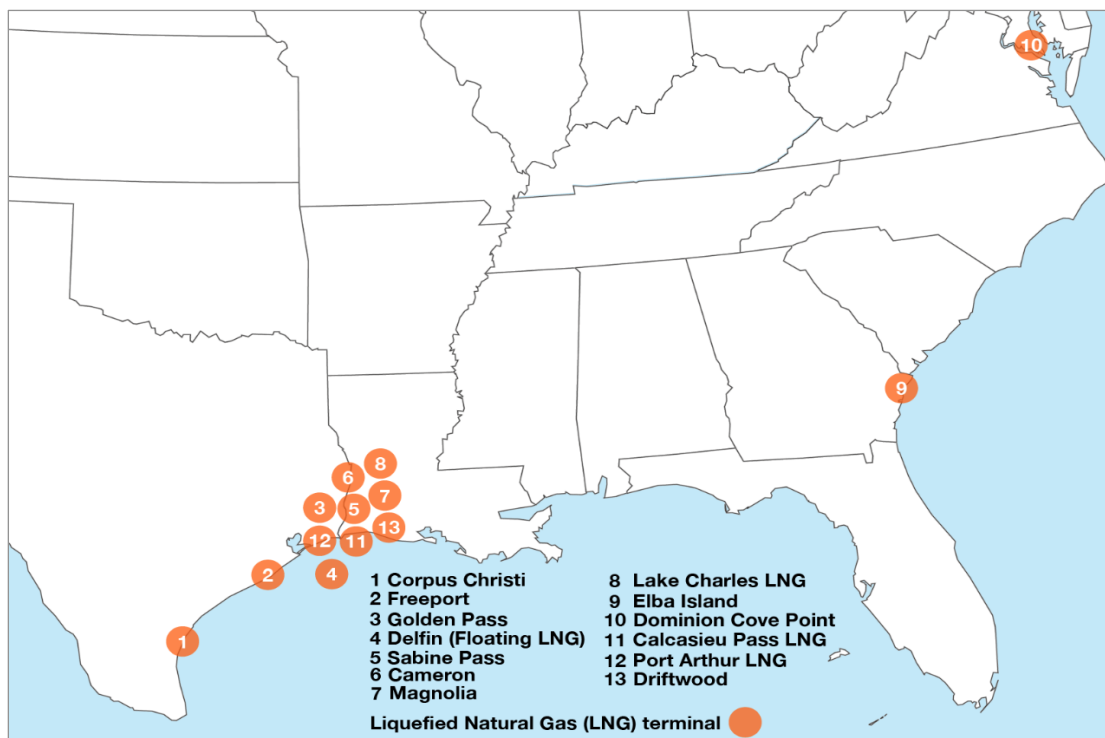 10
9
8
6
7
3
5
13
12
11
2
4
1
1 Corpus Christi
2 Freeport
3 Golden Pass
4 Delfin (Floating LNG)
5 Sabine Pass
6 Cameron
7 Magnolia
8 Lake Charles LNG
9 Elba Island
10 Dominion Cove Point
11 Calcasieu Pass LNG
12 Port Arthur LNG
13 Driftwood
Liquefied Natural Gas (LNG) terminal